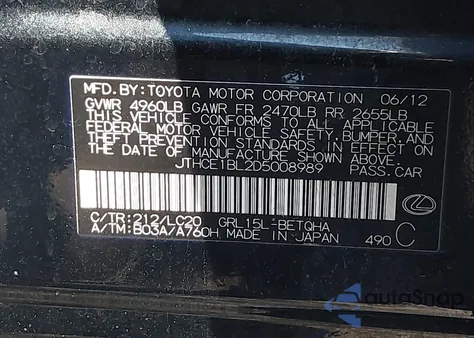 MFD.BY:TOYOTA MOTOR CORPORATION 06/12
GVWR 4960LB GAWR FR 2470LB RR 2655LB
THIS VEHICLE CONFORMS TO ALL APPLICABLE
FEDERAL MOTOR VEHICLE SAFETY, BUMPER, AND
THEFT PREVENTION STANDARDS IN EFFECT ON
THE DATE OF MANUFACTURE SHOWN ABOVE.
JTHCE1BL2D5008989 PASS.CAR
C/TR:212/LC20 GRL15L-BETQHA
A/TM:B03A/A760H MADE IN JAPAN 490 C
autoSnap